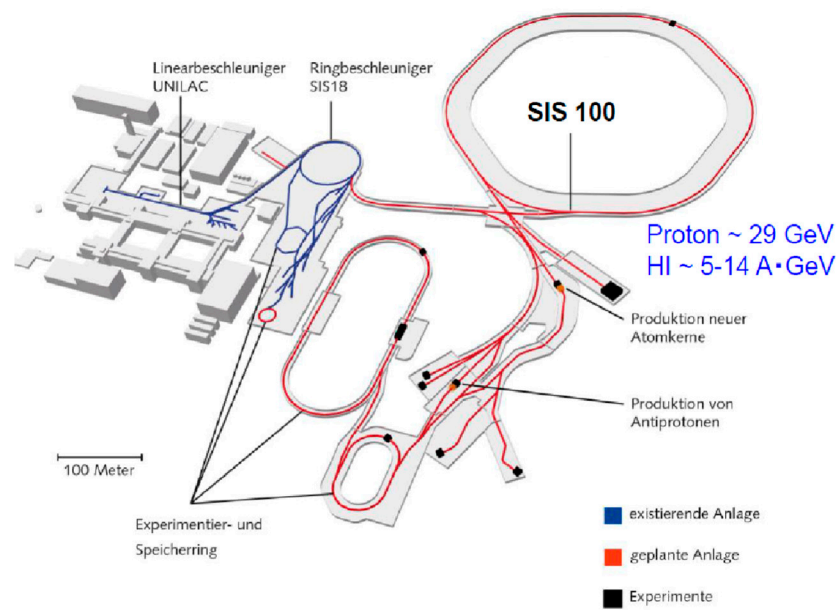 Linearbeschleuniger
UNILAC
Ringbeschleuniger
SIS18
SIS 100
Proton ~ 29 GeV
HI ~ 5-14 A•GeV
Produktion neuer
Atomkerne
Produktion von
Antiprotonen
100 Meter
Experimentier- und
Speicherring
existierende Anlage
geplante Anlage
Experimente